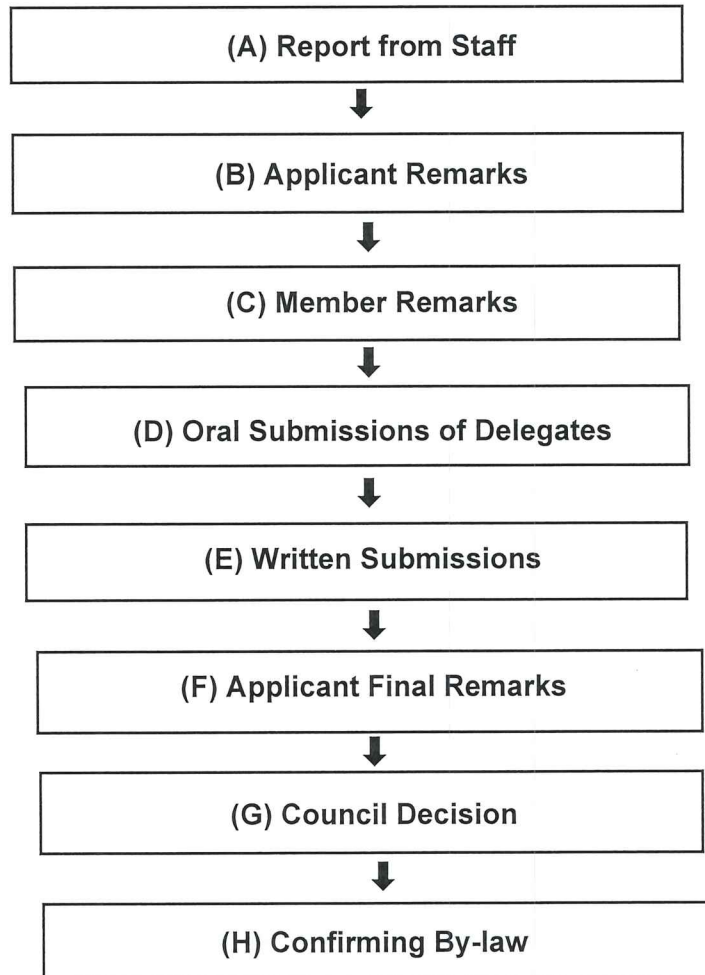 (A) Report from Staff
(B) Applicant Remarks
(C) Member Remarks
(D) Oral Submissions of Delegates
(E) Written Submissions
(F) Applicant Final Remarks
(G) Council Decision
(H) Confirming By-law